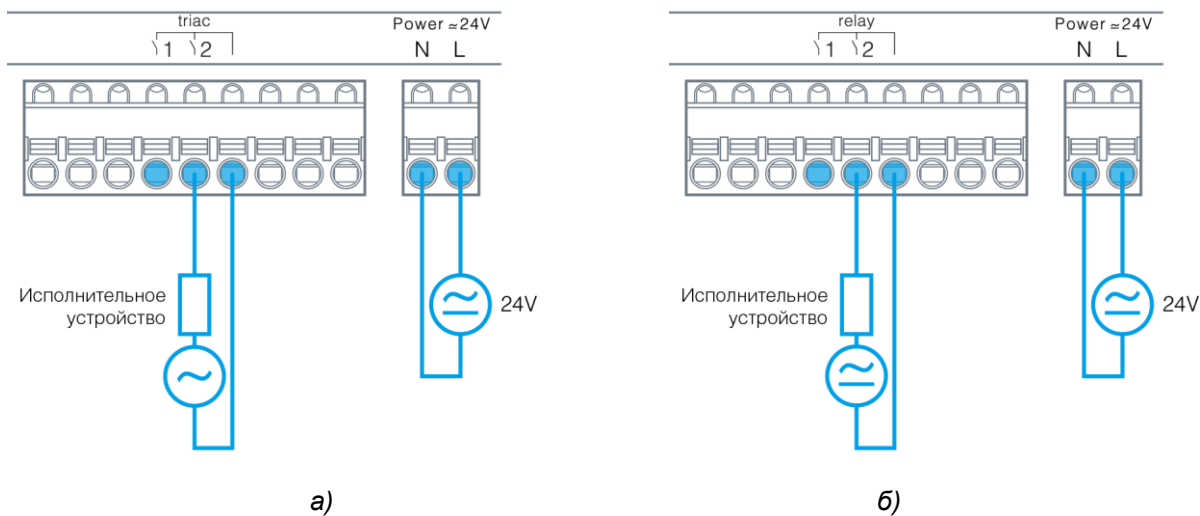 triac
1 2
Power ≃24V
N L
Исполнительное
устройство
24V
а)
relay
1 2
Power ≃24V
N L
Исполнительное
устройство
24V
б)